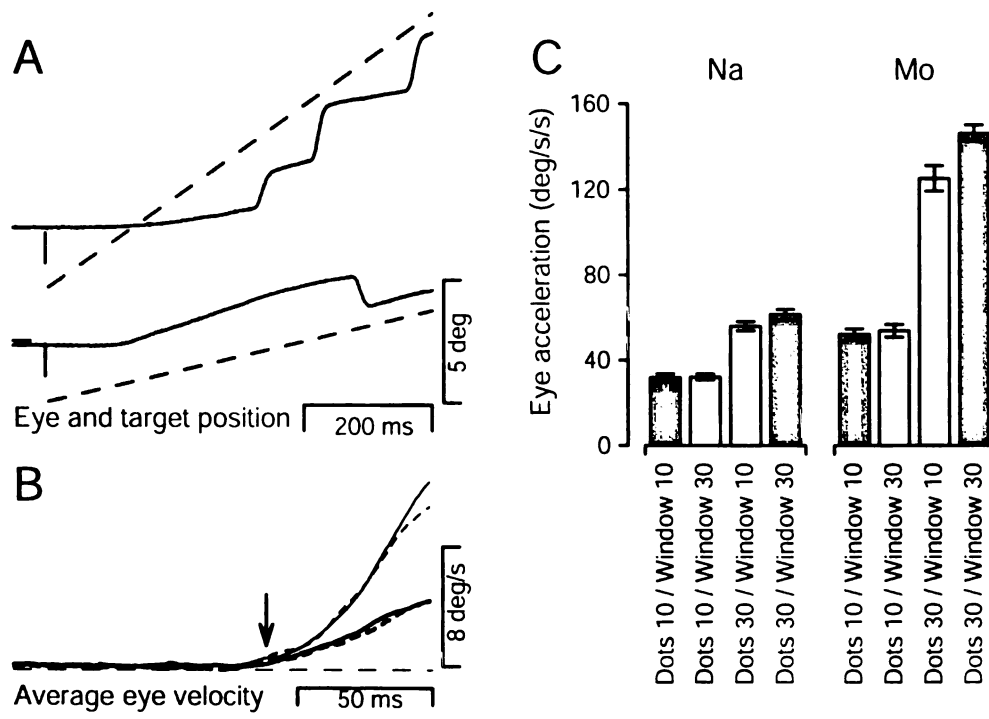 A
5 deg
Eye and target position
200 ms
B
8 deg/s
Average eye velocity
50 ms
C
Na
Mo
Eye acceleration (deg/s/s)
160
120
80
40
0
Dots 10 / Window 10
Dots 10 / Window 30
Dots 30 / Window 10
Dots 30 / Window 30
Dots 10 / Window 10
Dots 10 / Window 30
Dots 30 / Window 10
Dots 30 / Window 30